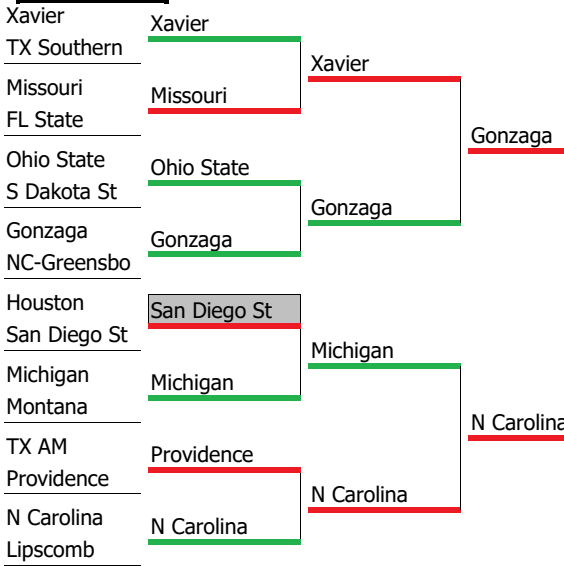 Xavier
TX Southern
Missouri
FL State
Ohio State
S Dakota St
Gonzaga
NC-Greensbo
Houston
San Diego St
Michigan
Montana
TX AM
Providence
N Carolina
Lipscomb
Xavier
Missouri
Ohio State
Gonzaga
San Diego St
Michigan
Providence
N Carolina
Xavier
Gonzaga
Michigan
N Carolina
Gonzaga
N Carolina